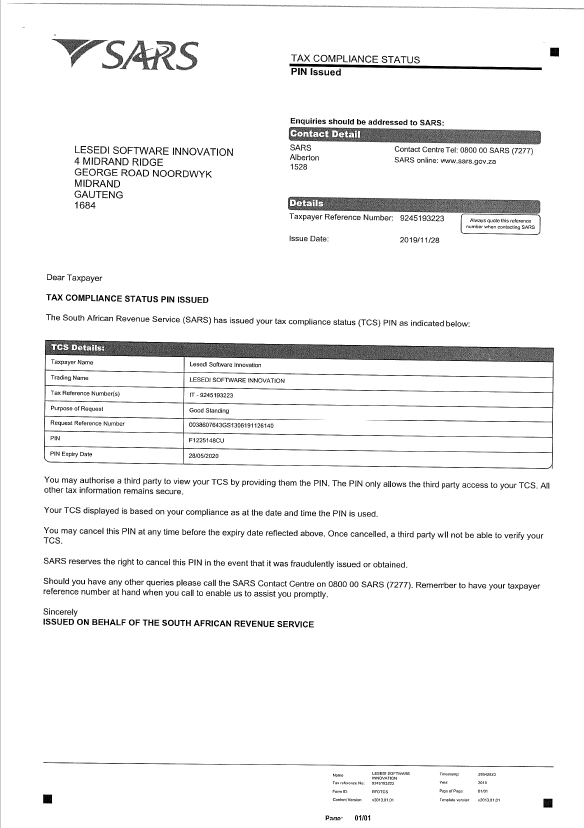 SARS
TAX COMPLIANCE STATUS
PIN Issued
Enquiries should be addressed to SARS:
Contact Detail
SARS
Alberton
1528
Contact Centre Tel: 0800 00 SARS (7277)
SARS online: www.sars.gov.za
LESEDI SOFTWARE INNOVATION
4 MIDRAND RIDGE
GEORGE ROAD NOORDWYK
MIDRAND
GAUTENG
1684
Details
Taxpayer Reference Number: 9245193223
Always quote this reference
number when contacting SARS
Issue Date: 2019/11/28
Dear Taxpayer
TAX COMPLIANCE STATUS PIN ISSUED
The South African Revenue Service (SARS) has issued your tax compliance status (TCS) PIN as indicated below:
TCS Details:
Taxpayer Name Lesedi Software Innovation
Trading Name LESEDI SOFTWARE INNOVATION
Tax Reference Number(s) IT - 9245193223
Purpose of Request Good Standing
Request Reference Number 0038607643GS1306191126140
PIN F1225148CU
PIN Expiry Date 28/05/2020
You may authorise a third party to view your TCS by providing them the PIN. The PIN only allows the third party access to your TCS. All
other tax information remains secure.
Your TCS displayed is based on your compliance as at the date and time the PIN is used.
You may cancel this PIN at any time before the expiry date reflected above. Once cancelled, a third party will not be able to verify your
TCS.
SARS reserves the right to cancel this PIN in the event that it was fraudulently issued or obtained.
Should you have any other queries please call the SARS Contact Centre on 0800 00 SARS (7277). Remember to have your taxpayer
reference number at hand when you call to enable us to assist you promptly.
Sincerely
ISSUED ON BEHALF OF THE SOUTH AFRICAN REVENUE SERVICE
Name LESEDI SOFTWARE
INNOVATION
Tax reference No. 9245193223
Form ID:
Content Version: v2013.01.01
Timestamp:
Year:
Page of Page: 01/01
Template version: v2013.01.01
Page: 01/01